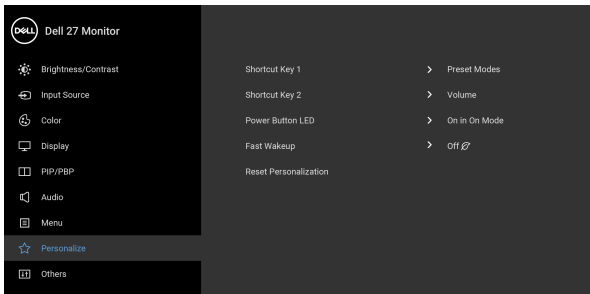 DELL Dell 27 Monitor
Brightness/Contrast
Input Source
Color
Display
PIP/PBP
Audio
Menu
Personalize
Others
Shortcut Key 1 > Preset Modes
Shortcut Key 2 > Volume
Power Button LED > On in On Mode
Fast Wakeup > Off
Reset Personalization